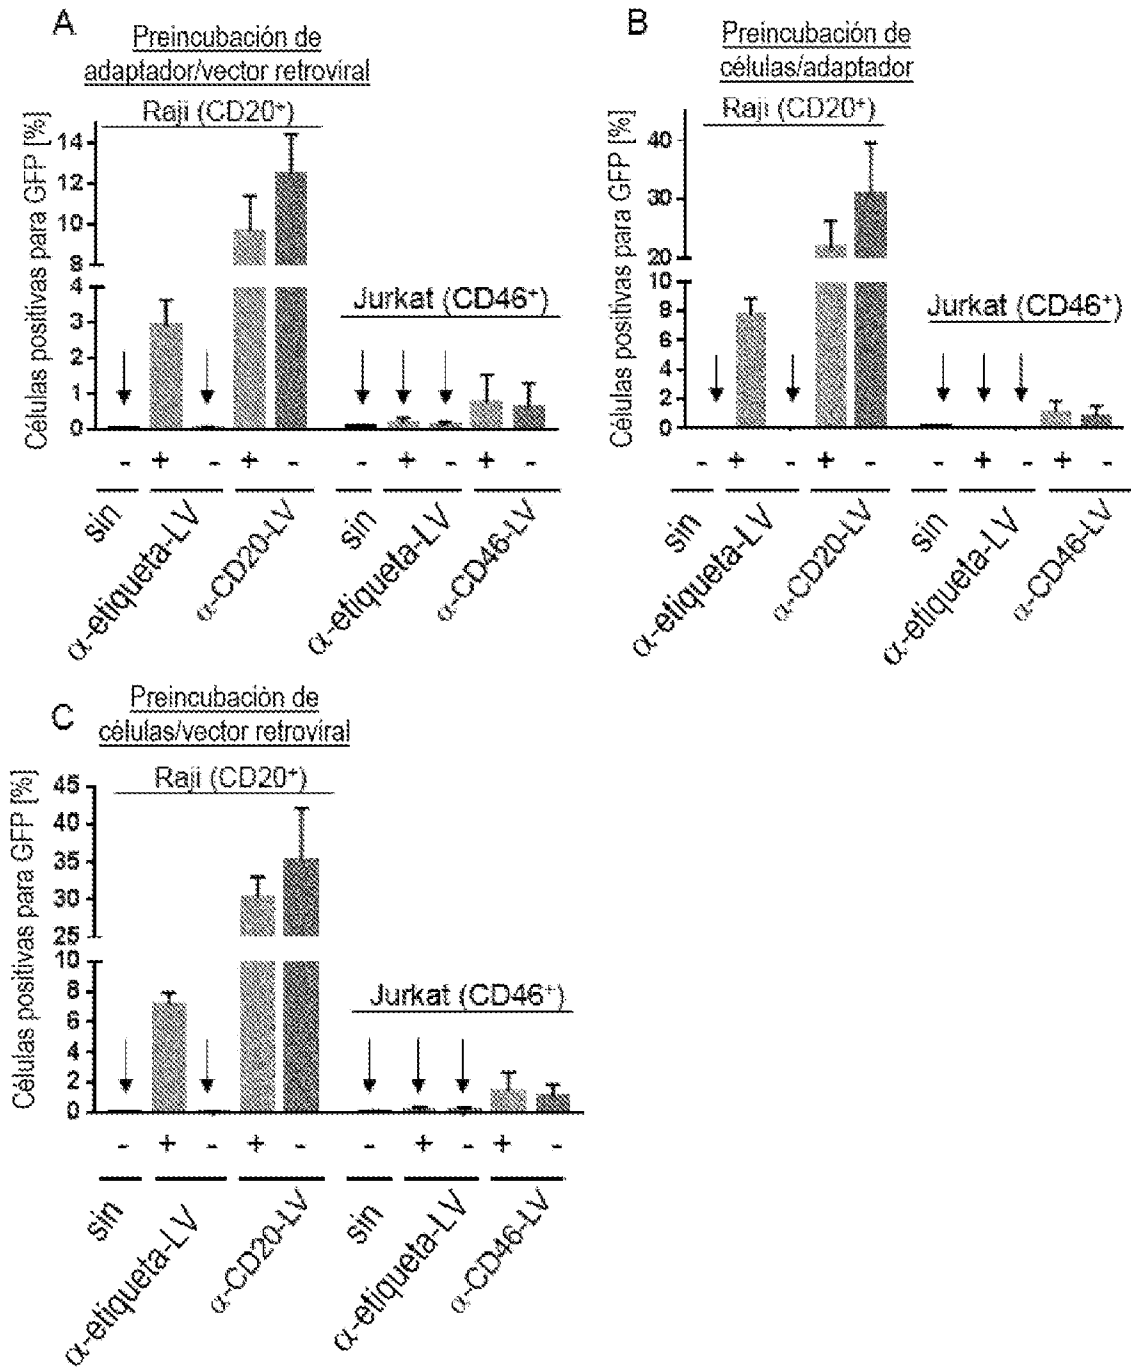 A
Preincubación de
adaptador/vector retroviral
Raji (CD20⁺)
Células positivas para GFP [%]
14
12
10
8
4
3
2
1
0
Jurkat (CD46⁺)
- + - + - - + - + -
sin
α-etiqueta-LV
α-CD20-LV
sin
α-etiqueta-LV
α-CD46-LV
B
Preincubación de
células/adaptador
Raji (CD20⁺)
Células positivas para GFP [%]
40
30
20
10
8
6
4
2
0
Jurkat (CD46⁺)
- + - + - - + - + -
sin
α-etiqueta-LV
α-CD20-LV
sin
α-etiqueta-LV
α-CD46-LV
C
Preincubación de
células/vector retroviral
Raji (CD20⁺)
Células positivas para GFP [%]
45
40
35
30
25
10
8
6
4
2
0
Jurkat (CD46⁺)
- + - + - - + - + -
sin
α-etiqueta-LV
α-CD20-LV
sin
α-etiqueta-LV
α-CD46-LV